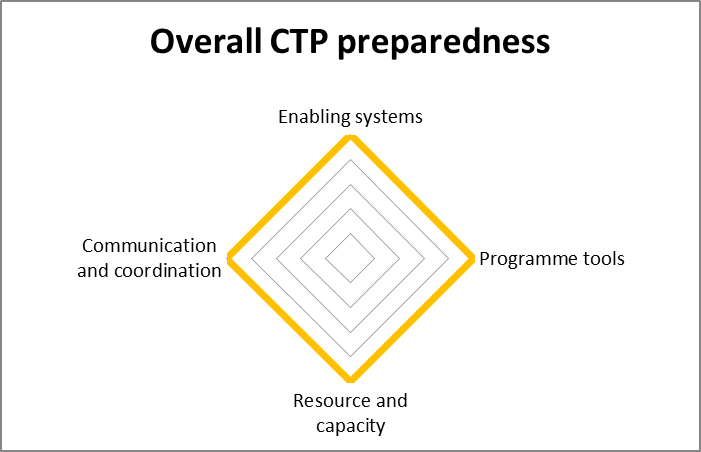 Overall CTP preparedness
Enabling systems
Communication
and coordination
Programme tools
Resource and
capacity